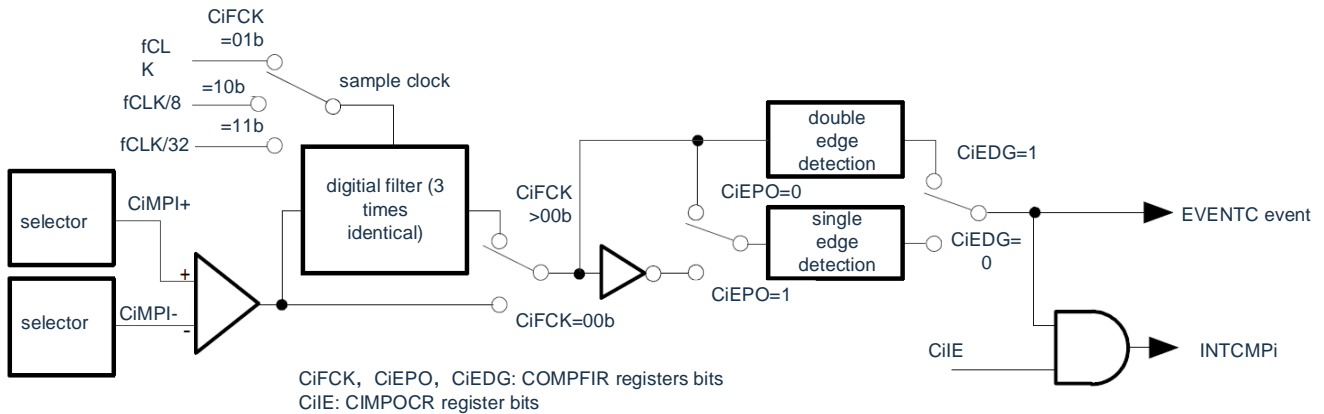 CiFCK
=01b
fCL
K
sample clock
=10b
fCLK/8
=11b
fCLK/32
double
edge
detection
CiEDG=1
digitial filter (3
times
identical)
CiFCK
>00b
CiEPO=0
selector
CiMPI+
single
edge
detection
EVENTC event
CiEDG=
0
+
CiEPO=1
selector
CiMPI-
-
CiFCK=00b
CiIE
INTCMPi
CiFCK, CiEPO, CiEDG: COMPFIR registers bits
CiIE: CIMPOCR register bits